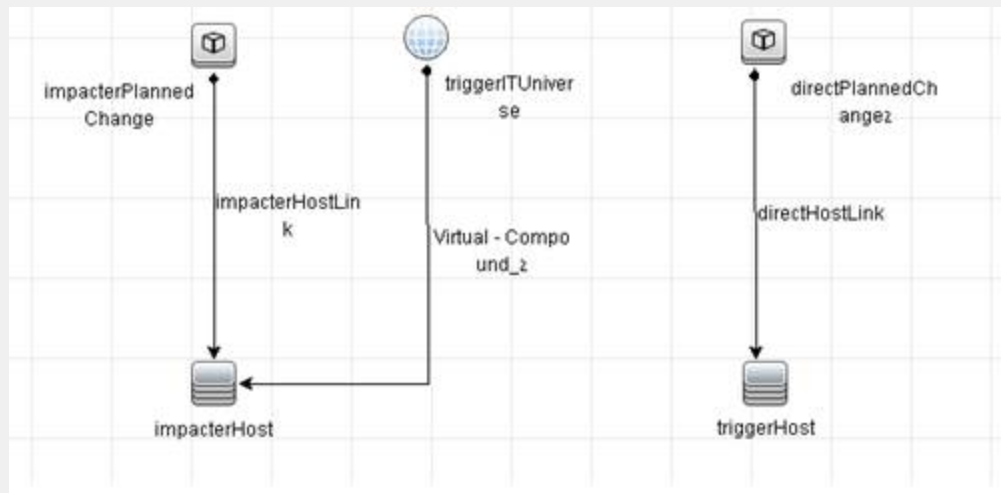 impacterPlanned
Change
triggerITUniver
se
directPlannedCh
ange2
impacterHostLin
k
directHostLink
Virtual - Compo
und_2
impacterHost
triggerHost